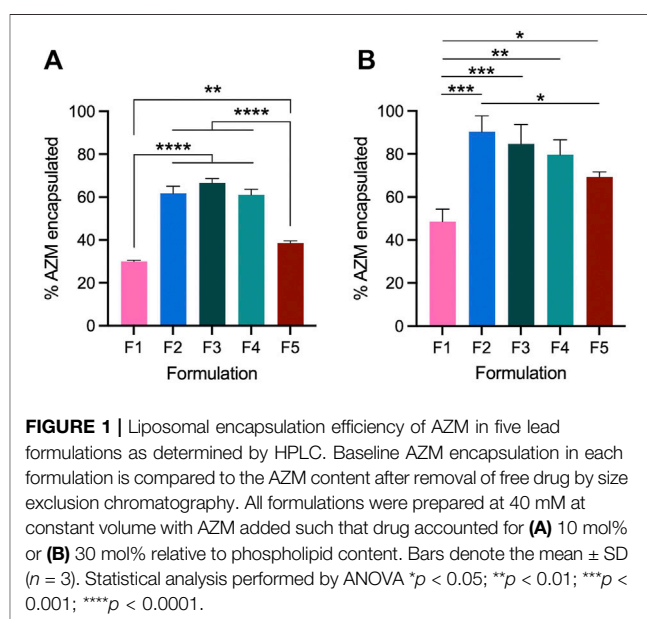 A
B
**
****
****
*
**
***
***
*
% AZM encapsulated
100
80
60
40
20
0
F1 F2 F3 F4 F5
Formulation
% AZM encapsulated
100
80
60
40
20
0
F1 F2 F3 F4 F5
Formulation
FIGURE 1 | Liposomal encapsulation efficiency of AZM in five lead
formulations as determined by HPLC. Baseline AZM encapsulation in each
formulation is compared to the AZM content after removal of free drug by size
exclusion chromatography. All formulations were prepared at 40 mM at
constant volume with AZM added such that drug accounted for (A) 10 mol%
or (B) 30 mol% relative to phospholipid content. Bars denote the mean ± SD
(n = 3). Statistical analysis performed by ANOVA *p < 0.05; **p < 0.01; ***p <
0.001; ****p < 0.0001.